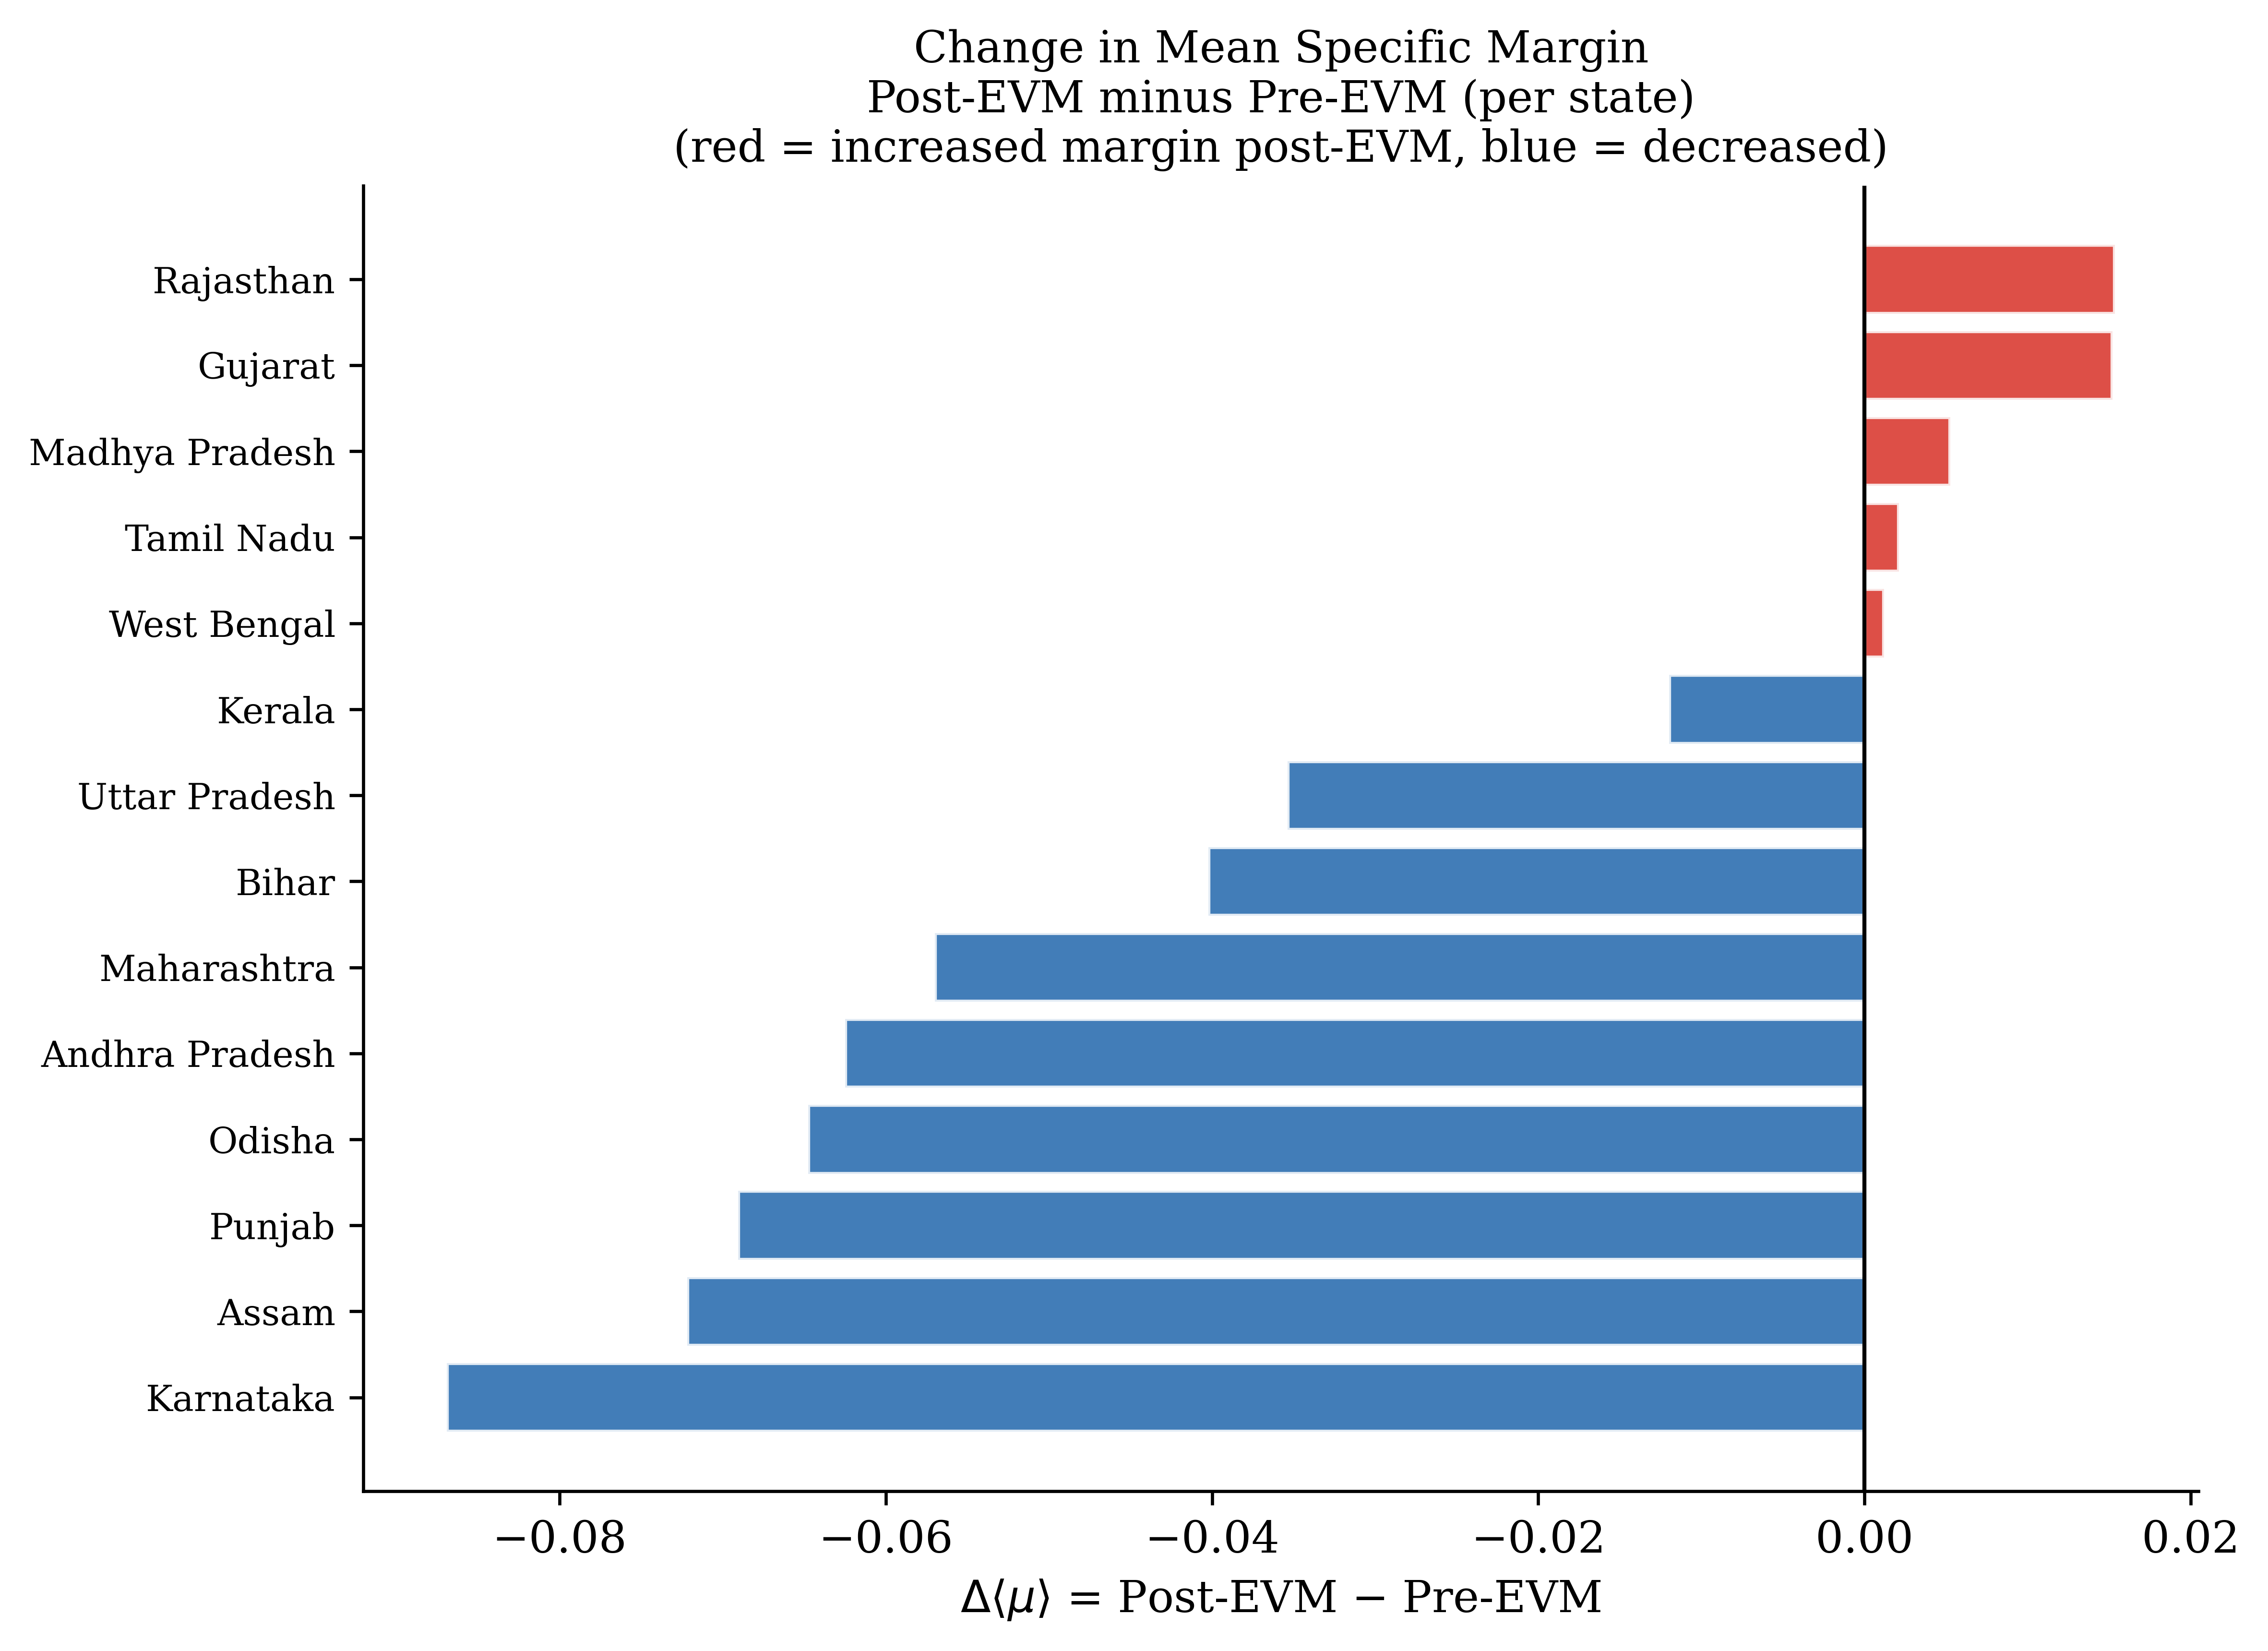 Change in Mean Specific Margin
Post-EVM minus Pre-EVM (per state)
(red = increased margin post-EVM, blue = decreased)
Rajasthan
Gujarat
Madhya Pradesh
Tamil Nadu
West Bengal
Kerala
Uttar Pradesh
Bihar
Maharashtra
Andhra Pradesh
Odisha
Punjab
Assam
Karnataka
−0.08 −0.06 −0.04 −0.02 0.00 0.02
Δ⟨μ⟩ = Post-EVM − Pre-EVM